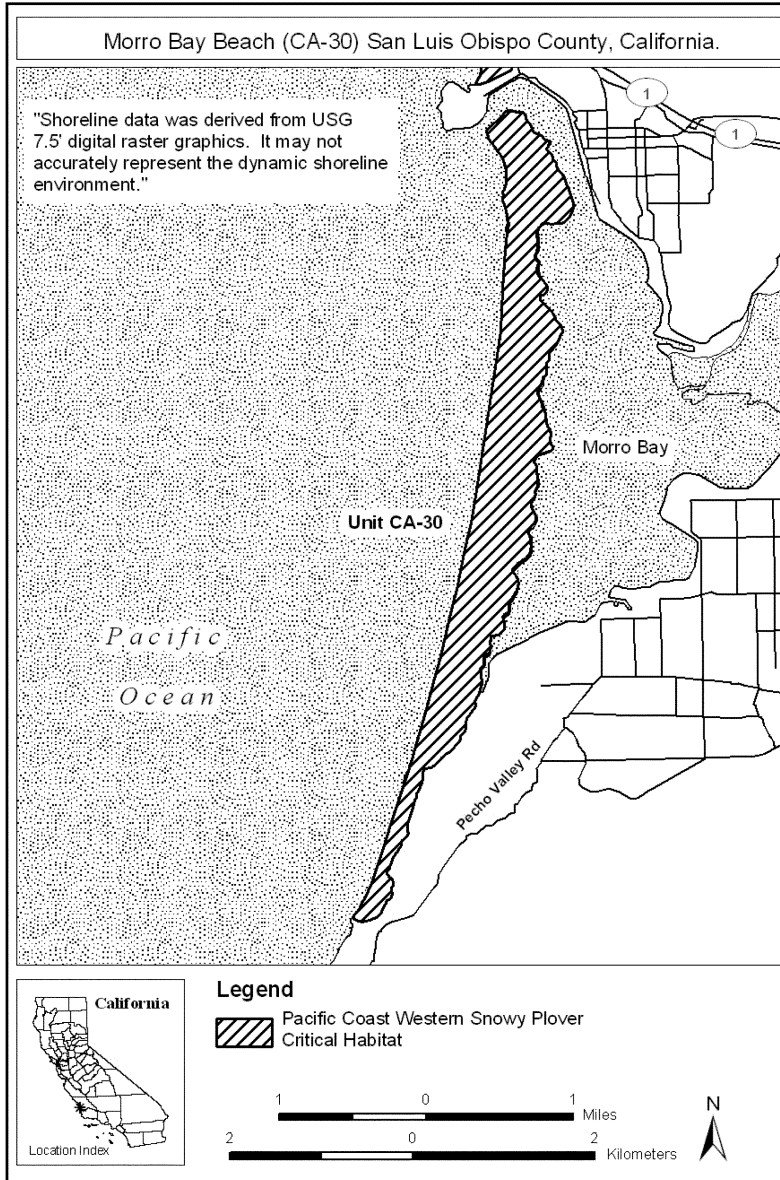 Morro Bay Beach (CA-30) San Luis Obispo County, California.
"Shoreline data was derived from USG
7.5' digital raster graphics.  It may not
accurately represent the dynamic shoreline
environment."
1
1
Morro Bay
Unit CA-30
Pacific
Ocean
Pecho Valley Rd
California
Location Index
Legend
Pacific Coast Western Snowy Plover
Critical Habitat
1 0 1
Miles
2 0 2
Kilometers
N